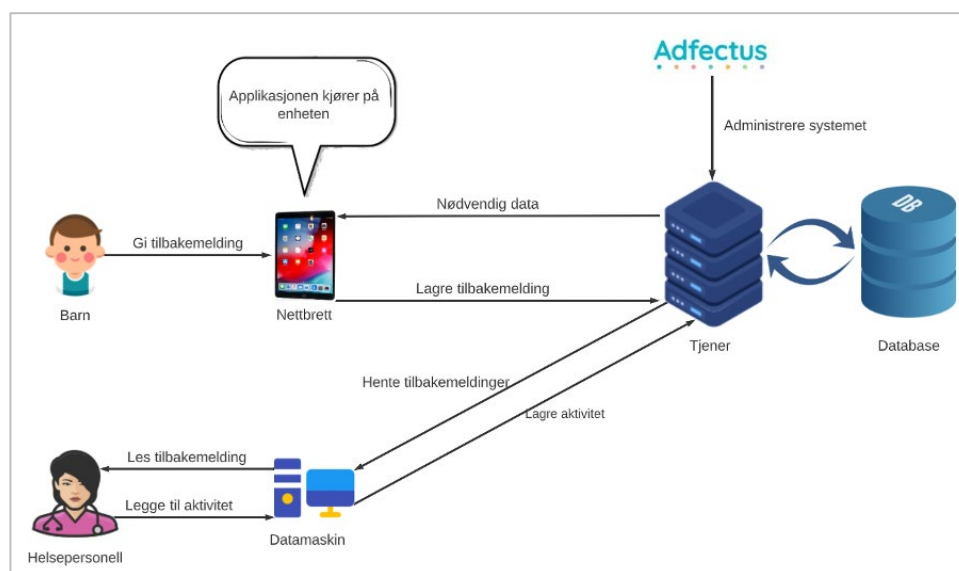 Adfectus
Applikasjonen kjører på
enheten
Administrere systemet
Nødvendig data
DB
Gi tilbakemelding
Lagre tilbakemelding
Barn
Nettbrett
Tjener
Database
Hente tilbakemeldinger
Lagre aktivitet
Les tilbakemelding
Legge til aktivitet
Datamaskin
Helsepersonell